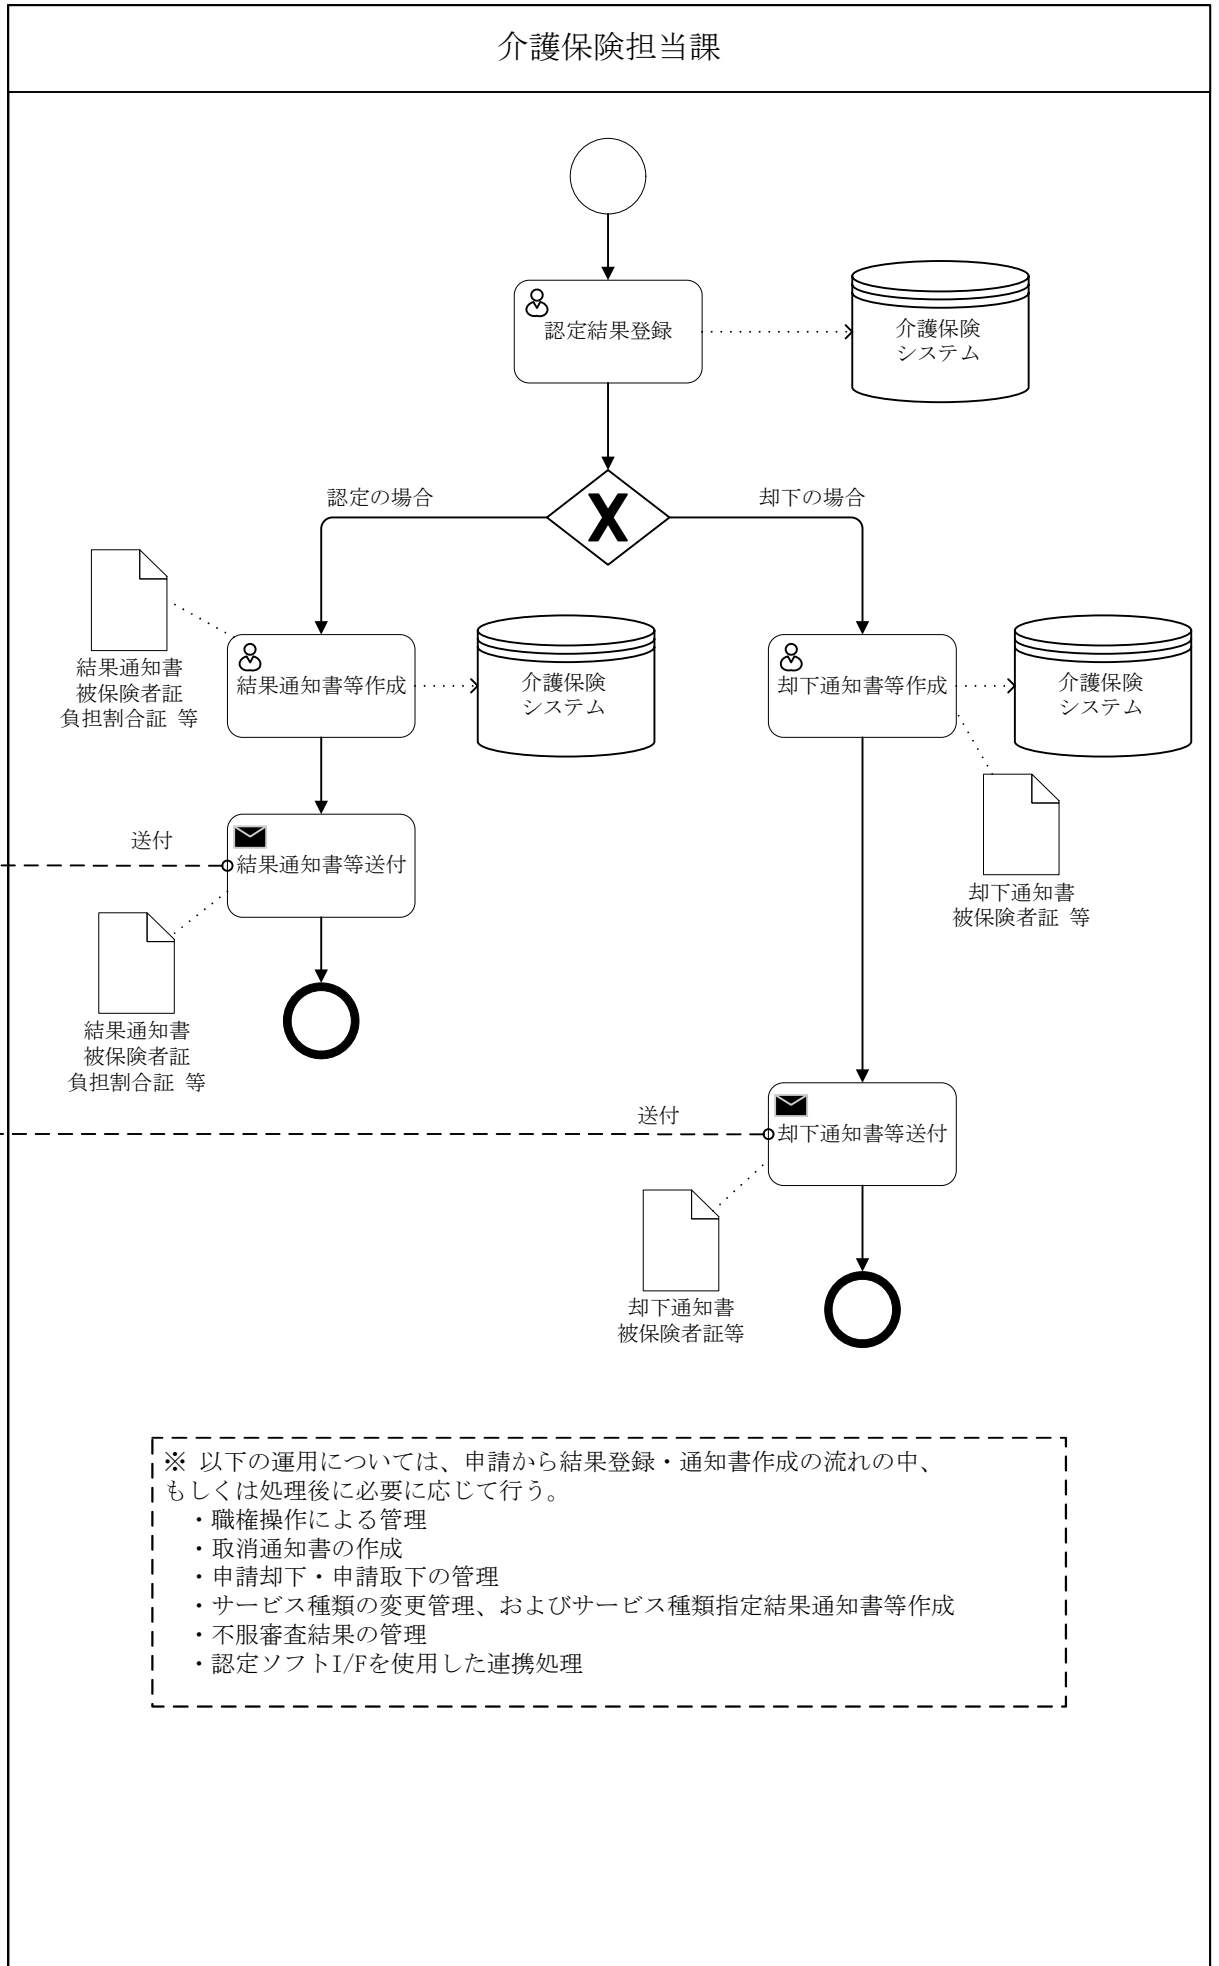 介護保険担当課
認定結果登録
介護保険
システム
認定の場合
却下の場合
結果通知書
被保険者証
負担割合証 等
結果通知書等作成
介護保険
システム
却下通知書等作成
介護保険
システム
却下通知書
被保険者証 等
送付
結果通知書等送付
結果通知書
被保険者証
負担割合証 等
送付
却下通知書等送付
却下通知書
被保険者証等
※ 以下の運用については、申請から結果登録・通知書作成の流れの中、
もしくは処理後に必要に応じて行う。
・職権操作による管理
・取消通知書の作成
・申請却下・申請取下の管理
・サービス種類の変更管理、およびサービス種類指定結果通知書等作成
・不服審査結果の管理
・認定ソフトI/Fを使用した連携処理